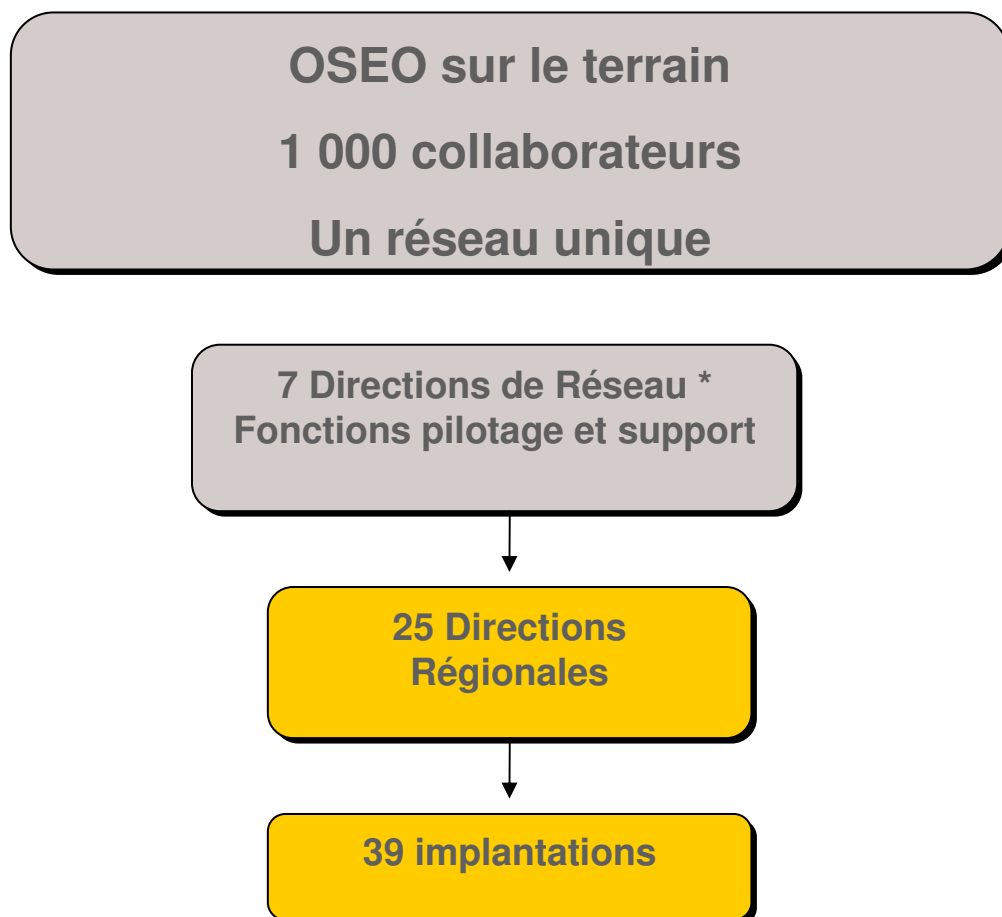 OSEO sur le terrain
1 000 collaborateurs
Un réseau unique
7 Directions de Réseau *
Fonctions pilotage et support
25 Directions
Régionales
39 implantations